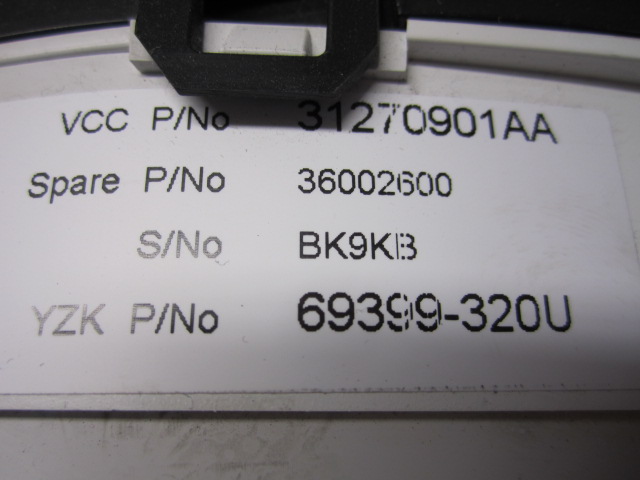 VCC P/No 31270901AA
Spare P/No 36002600
S/No BK9KB
YZK P/No 69399-320U